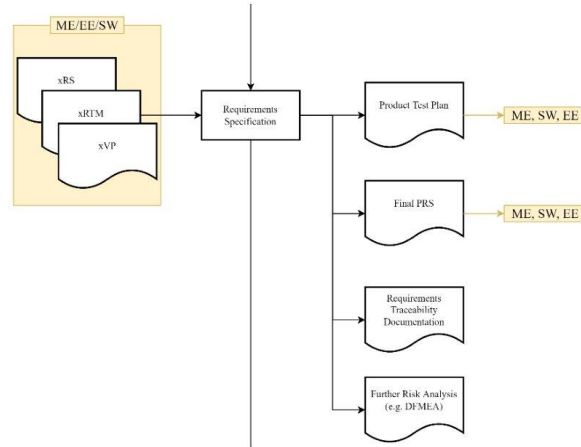 ME/EE/SW
xRS
xRTM
xVP
Requirements
Specification
Product Test Plan
ME, SW, EE
Final PRS
ME, SW, EE
Requirements
Traceability
Documentation
Further Risk Analysis
(e.g. DFMEA)